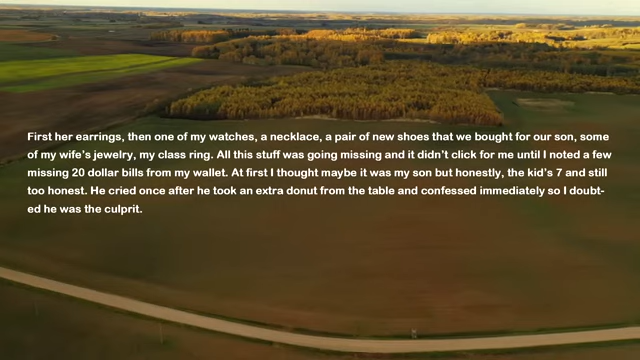 First her earrings, then one of my watches, a necklace, a pair of new shoes that we bought for our son, some
of my wife's jewelry, my class ring. All this stuff was going missing and it didn't click for me until I noted a few
missing 20 dollar bills from my wallet. At first I thought maybe it was my son but honestly, the kid's 7 and still
too honest. He cried once after he took an extra donut from the table and confessed immediately so I doubt-
ed he was the culprit.